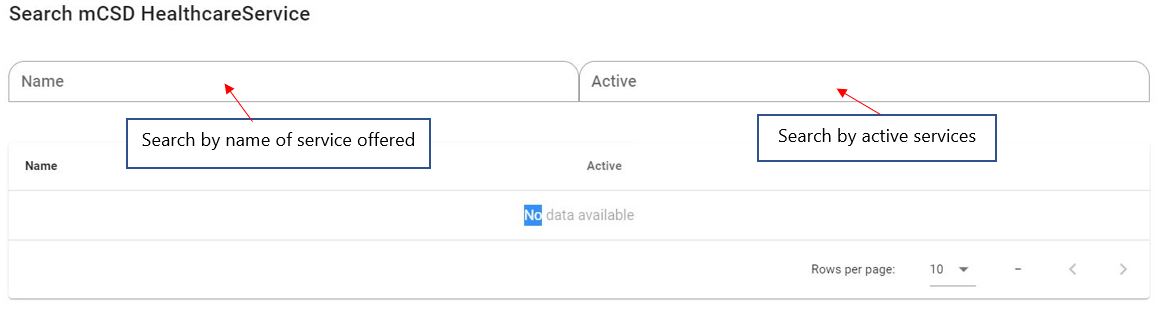 Search mCSD HealthcareService
Name
Active
Search by name of service offered
Search by active services
Name
Active
No data available
Rows per page: 10 –